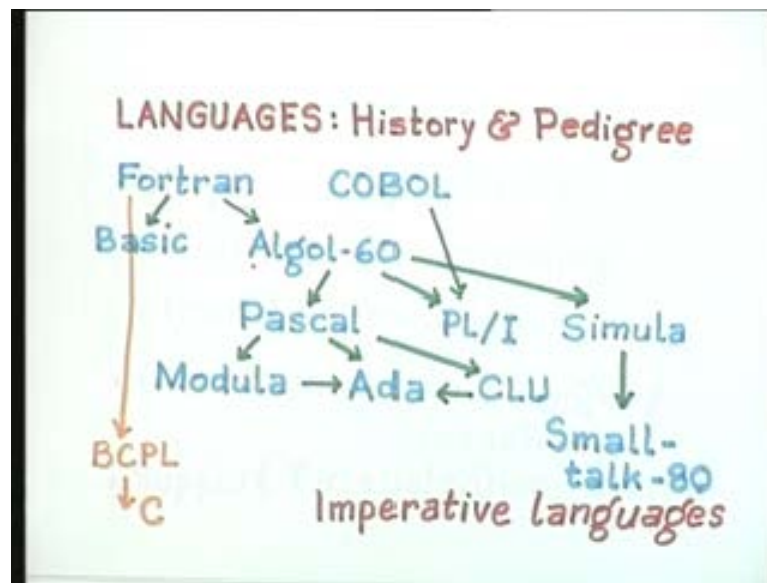 LANGUAGES: History & Pedigree
Fortran COBOL
Basic Algol-60
Pascal PL/I Simula
Modula Ada CLU
BCPL Small-
talk-80
C Imperative languages